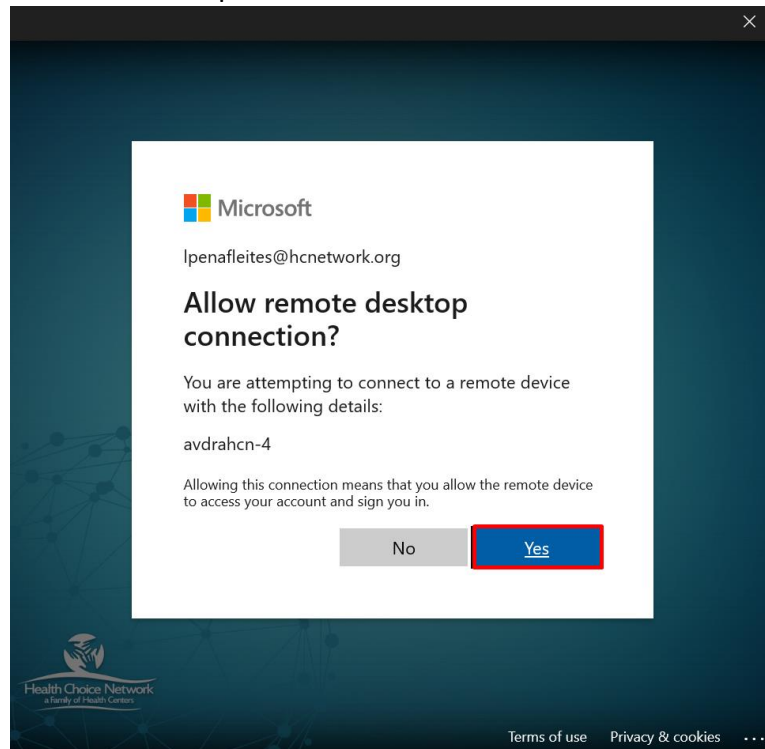 Microsoft
lpenafleites@hcnetwork.org
Allow remote desktop
connection?
You are attempting to connect to a remote device
with the following details:
avdrahcn-4
Allowing this connection means that you allow the remote device
to access your account and sign you in.
No
Yes
Health Choice Network
a Family of Health Centers
Terms of use Privacy & cookies ...